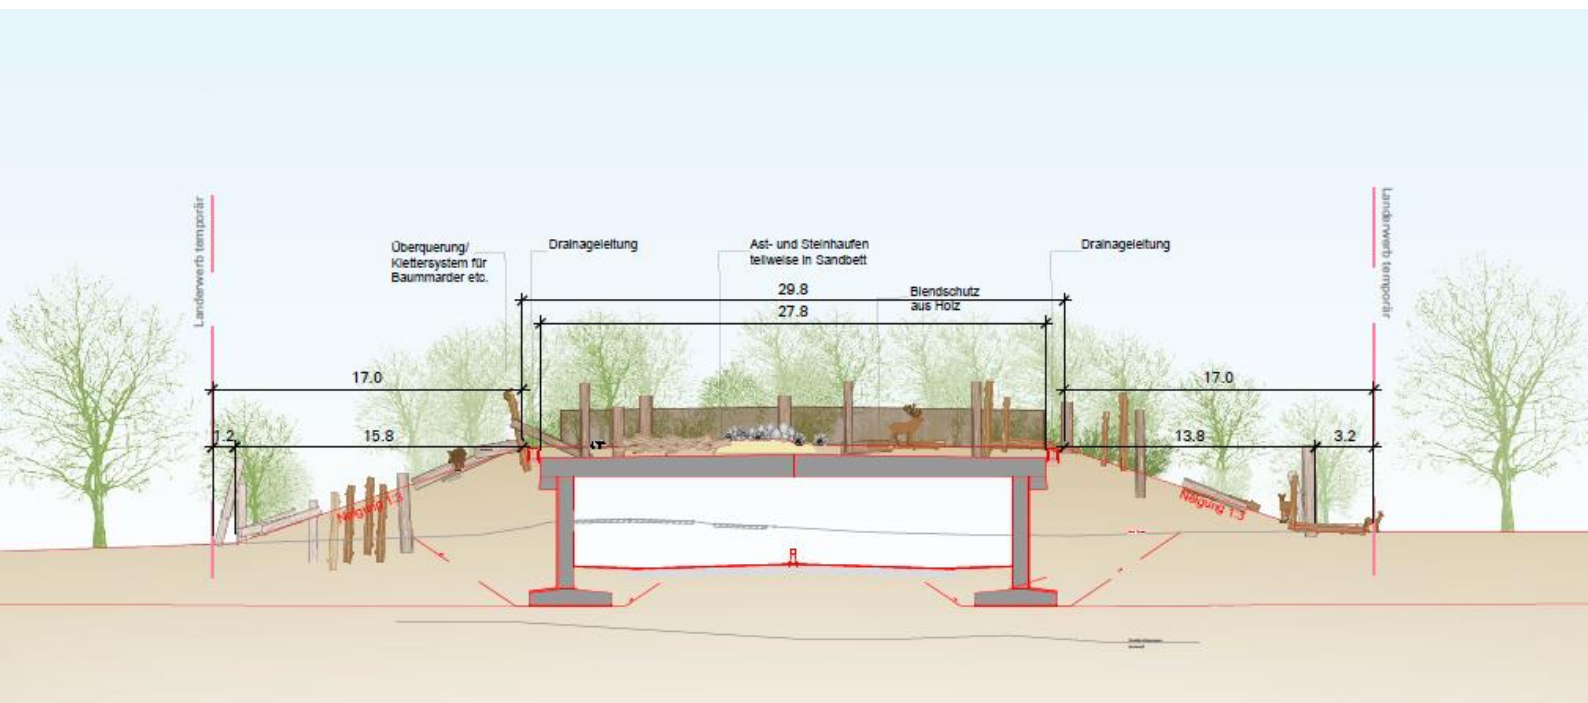 Landerwerb temporär
Überquerung/
Klettersystem für
Baummarder etc.
Drainageleitung
Ast- und Steinhaufen
teilweise in Sandbett
Blendschutz
aus Holz
Drainageleitung
Landerwerb temporär
29.8
27.8
17.0
17.0
1.2
15.8
13.8
3.2
Neigung 1:3
Neigung 1:3